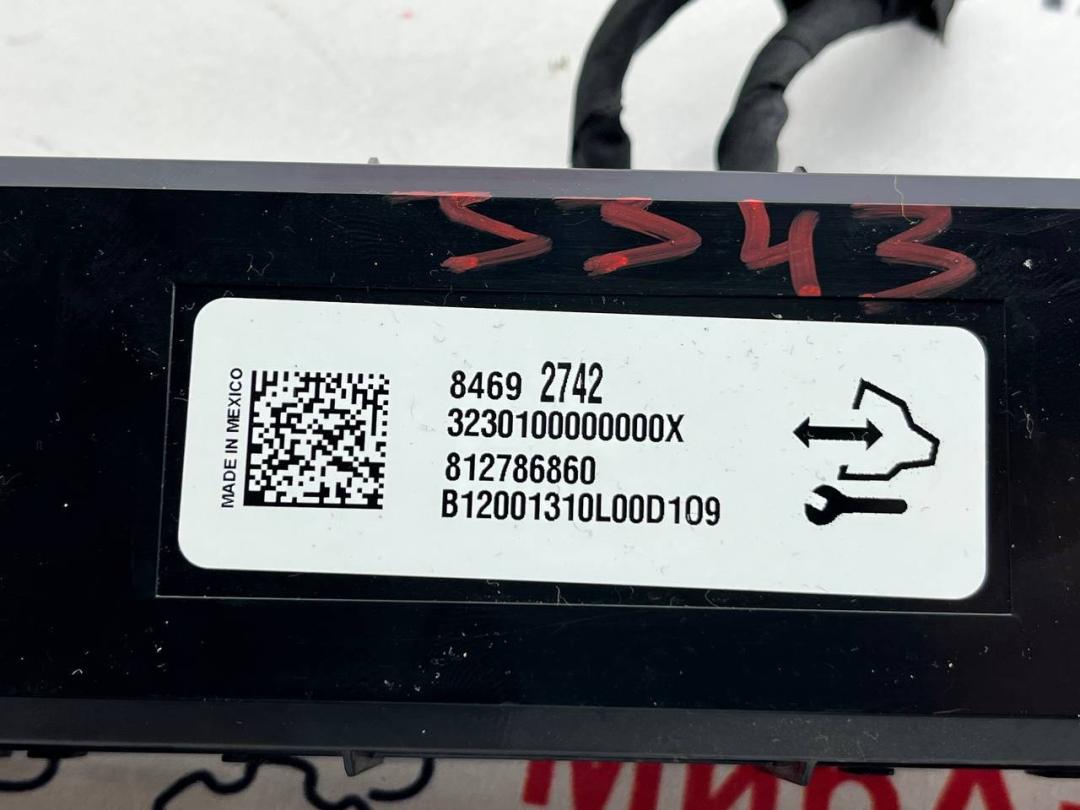 3343
MADE IN MEXICO
8469 2742
3230100000000X
812786860
B12001310L00D109